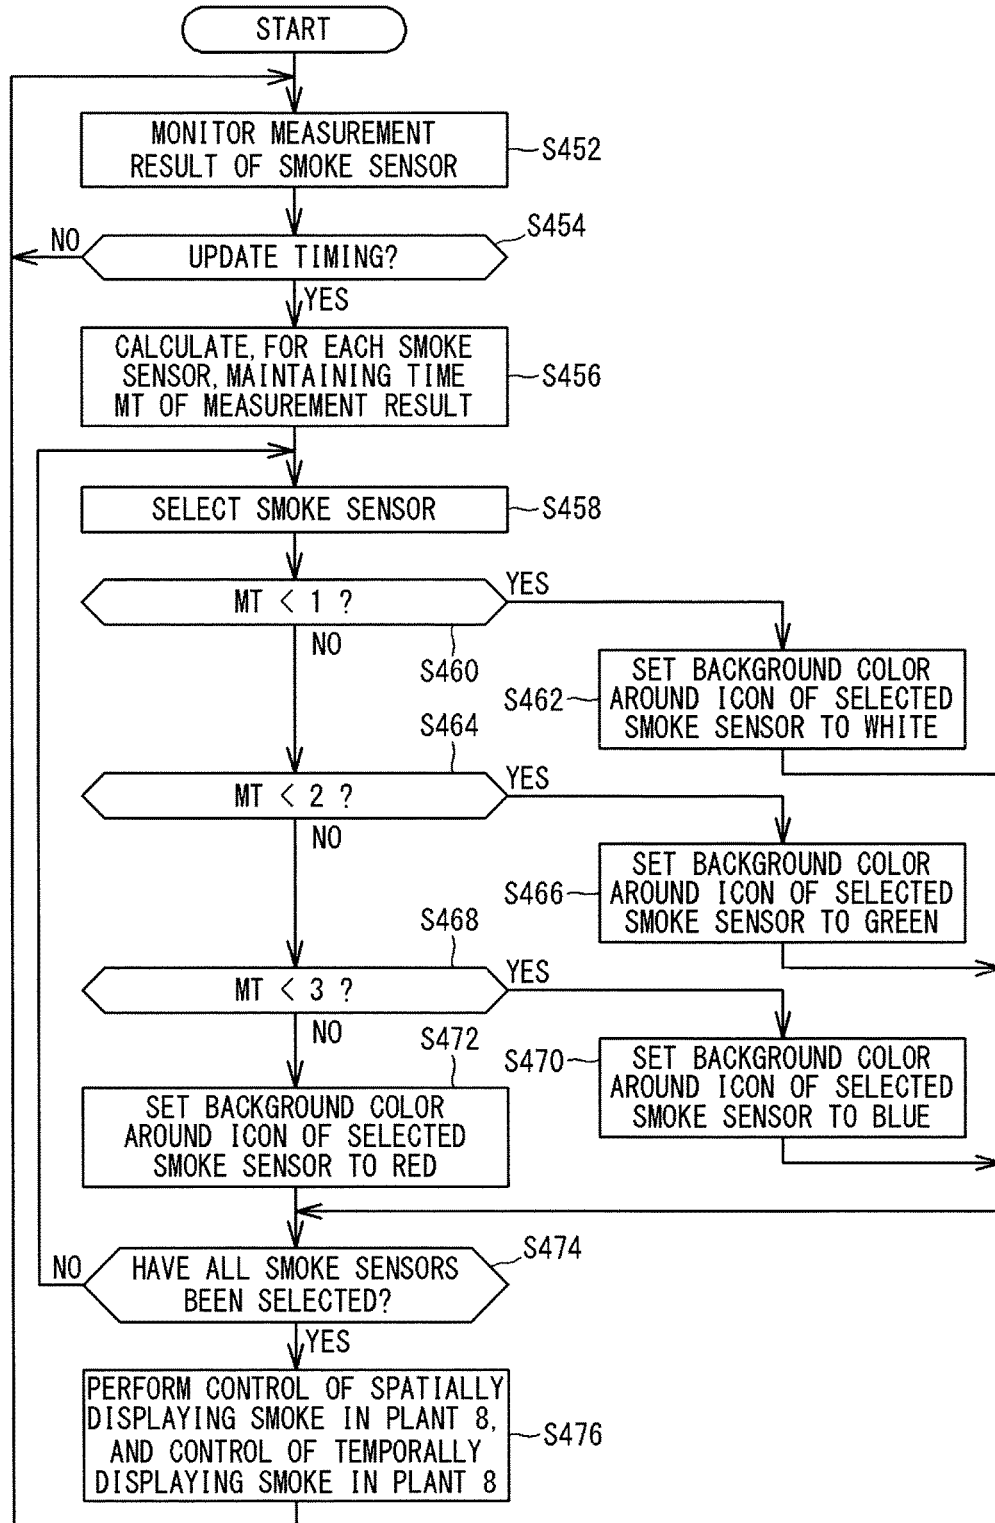 START
MONITOR MEASUREMENT
RESULT OF SMOKE SENSOR
S452
S454
NO
UPDATE TIMING?
YES
CALCULATE, FOR EACH SMOKE
SENSOR, MAINTAINING TIME
MT OF MEASUREMENT RESULT
S456
SELECT SMOKE SENSOR
S458
MT < 1 ?
YES
NO
S460
SET BACKGROUND COLOR
AROUND ICON OF SELECTED
SMOKE SENSOR TO WHITE
S462
S464
MT < 2 ?
YES
NO
SET BACKGROUND COLOR
AROUND ICON OF SELECTED
SMOKE SENSOR TO GREEN
S466
S468
MT < 3 ?
YES
NO
S472
SET BACKGROUND COLOR
AROUND ICON OF SELECTED
SMOKE SENSOR TO BLUE
S470
SET BACKGROUND COLOR
AROUND ICON OF SELECTED
SMOKE SENSOR TO RED
S474
NO
HAVE ALL SMOKE SENSORS
BEEN SELECTED?
YES
PERFORM CONTROL OF SPATIALLY
DISPLAYING SMOKE IN PLANT 8,
AND CONTROL OF TEMPORALLY
DISPLAYING SMOKE IN PLANT 8
S476